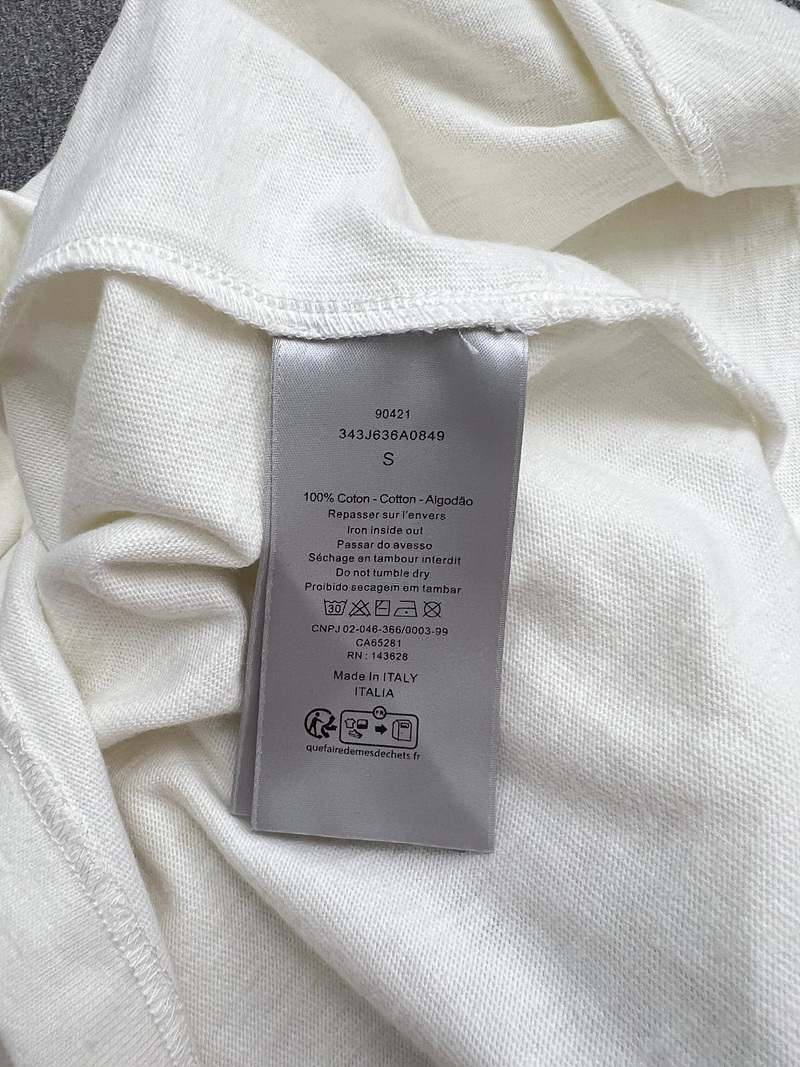 90421
343J636A0849
S
100% Coton - Cotton - Algodão
Repasser sur l'envers
Iron inside out
Passar do avesso
Séchage en tambour interdit
Do not tumble dry
Proibido secagem em tambar
30
CNPJ 02-046-366/0003-99
CA65281
RN : 143628
Made In ITALY
ITALIA
FR
quefairedemesdechets.fr